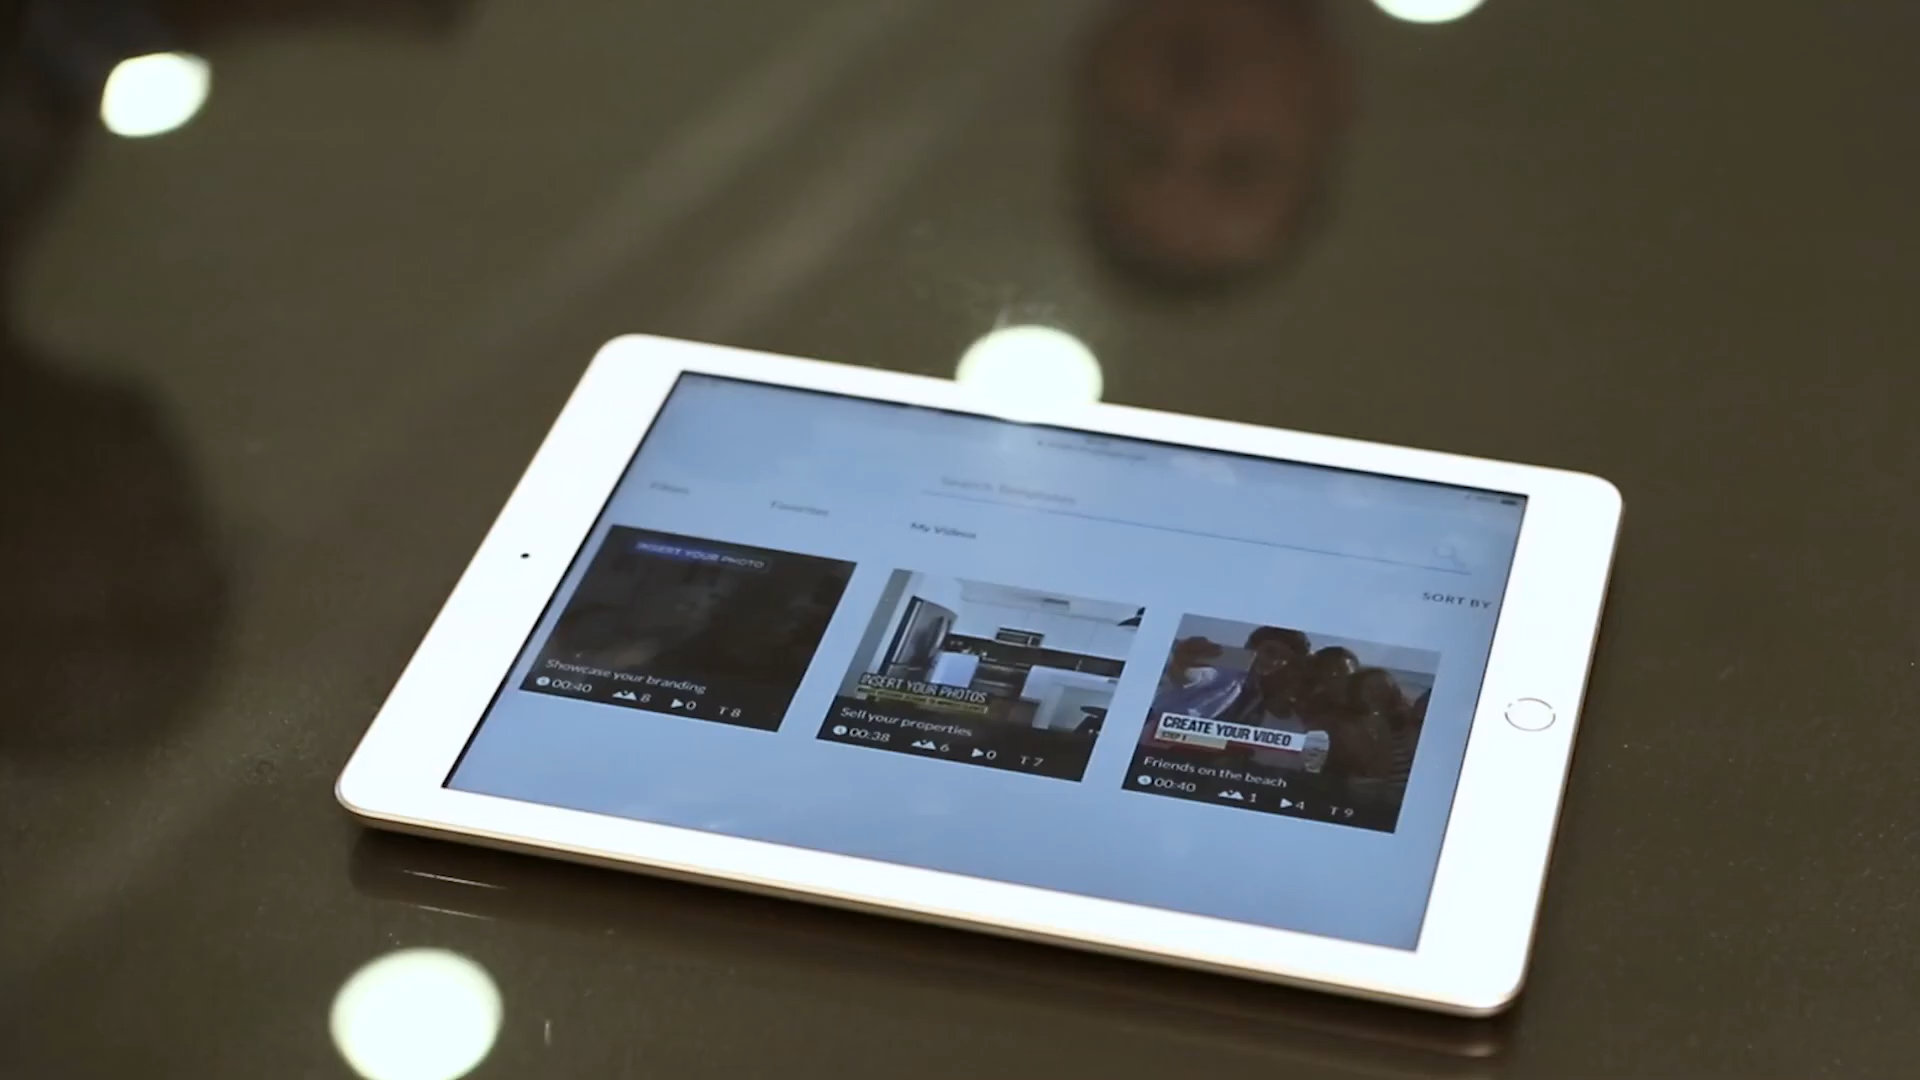 Search Templates
Filters
Favorites
My Videos
SORT BY
INSERT YOUR PHOTO
Showcase your branding
00:40 8 0 T 8
INSERT YOUR PHOTOS
Sell your properties
00:38 6 0 T 7
CREATE YOUR VIDEO
STEP 1
Friends on the beach
00:40 1 4 T 9